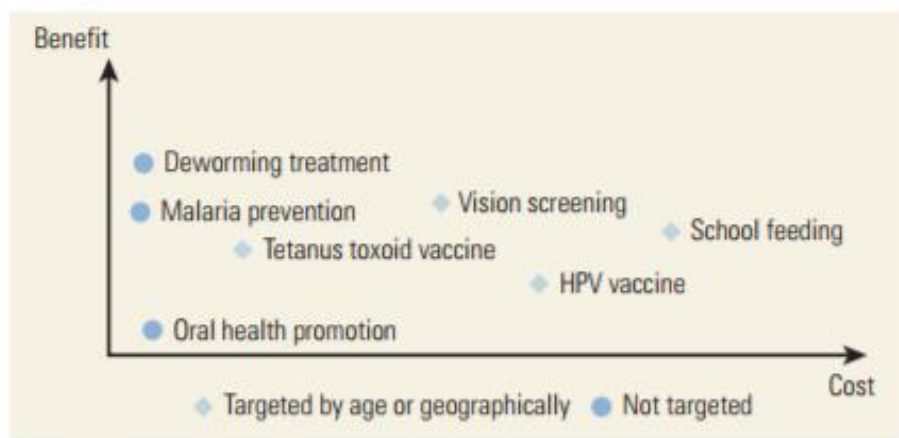 Benefit
Deworming treatment
Malaria prevention
Vision screening
School feeding
Tetanus toxoid vaccine
HPV vaccine
Oral health promotion
Cost
Targeted by age or geographically
Not targeted